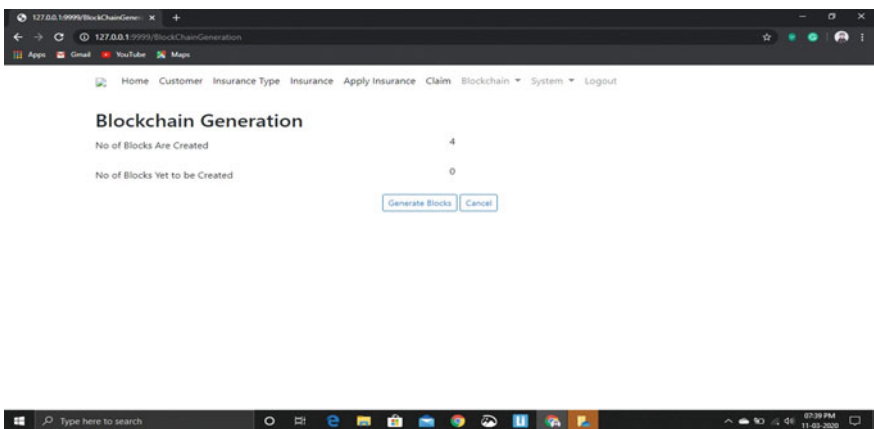 127.0.0.1:9999/BlockChainGener
127.0.0.1:9999/BlockChainGeneration
Apps Gmail YouTube Maps
Home Customer Insurance Type Insurance Apply Insurance Claim Blockchain System Logout
Blockchain Generation
No of Blocks Are Created 4
No of Blocks Yet to be Created 0
Generate Blocks Cancel
Type here to search
07:39 PM
11-03-2020